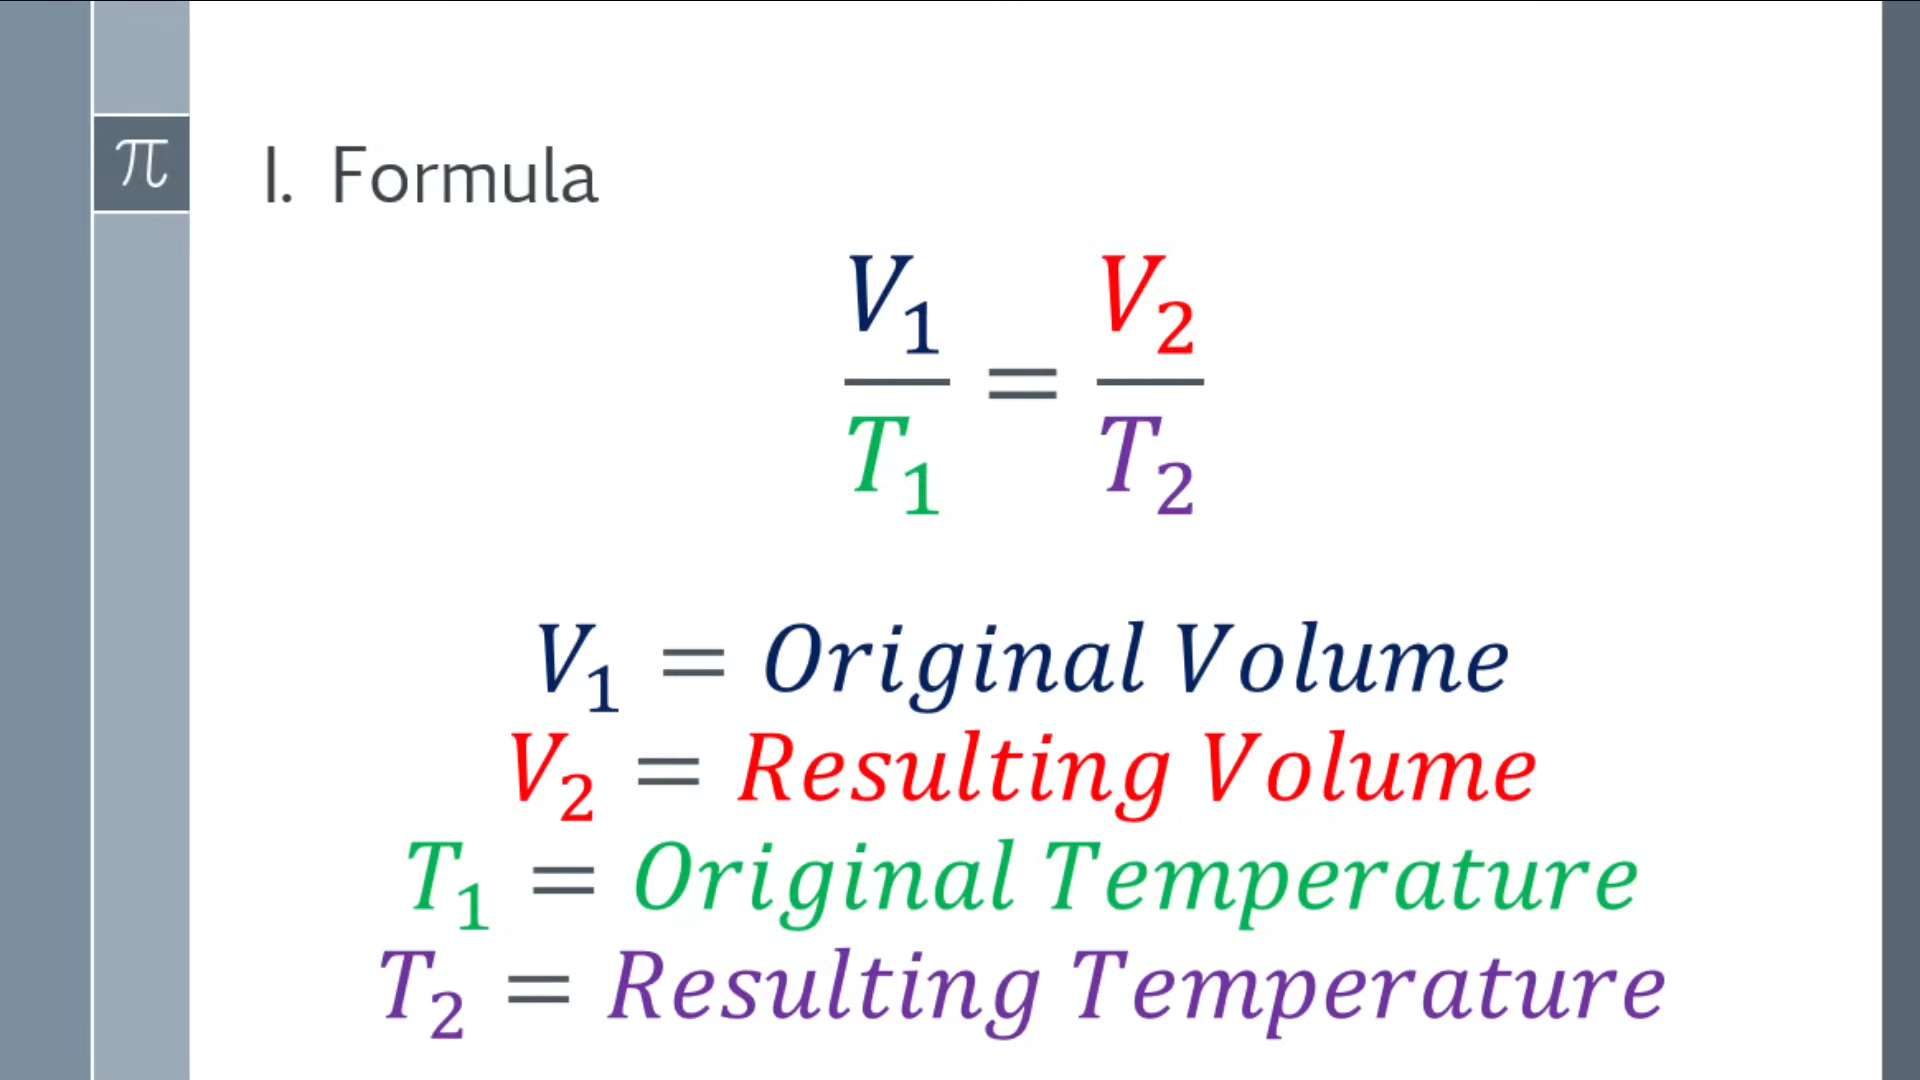 π
I. Formula
V₁/T₁ = V₂/T₂
V₁ = Original Volume
V₂ = Resulting Volume
T₁ = Original Temperature
T₂ = Resulting Temperature